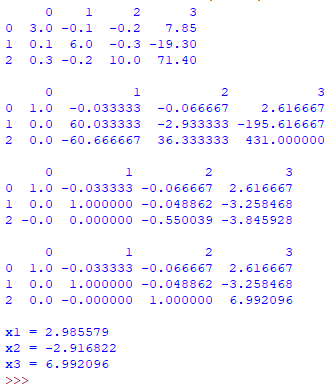 0 1 2 3
0 3.0 -0.1 -0.2 7.85
1 0.1 6.0 -0.3 -19.30
2 0.3 -0.2 10.0 71.40
0 1 2 3
0 1.0 -0.033333 -0.066667 2.616667
1 0.0 60.033333 -2.933333 -195.616667
2 0.0 -60.666667 36.333333 431.000000
0 1 2 3
0 1.0 -0.033333 -0.066667 2.616667
1 0.0 1.000000 -0.048862 -3.258468
2 -0.0 0.000000 -0.550039 -3.845928
0 1 2 3
0 1.0 -0.033333 -0.066667 2.616667
1 0.0 1.000000 -0.048862 -3.258468
2 0.0 -0.000000 1.000000 6.992096
x1 = 2.985579
x2 = -2.916822
x3 = 6.992096
>>>